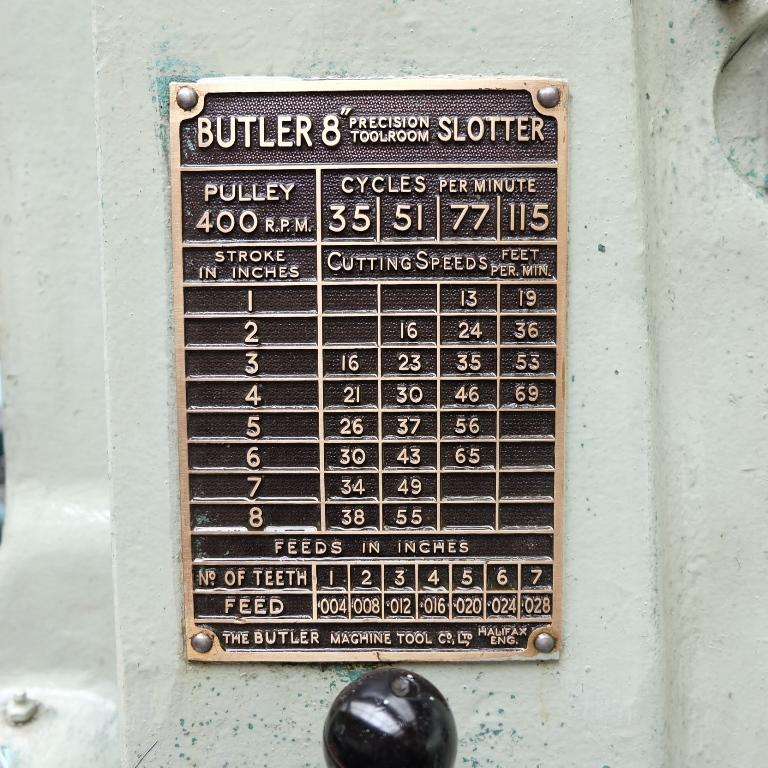 BUTLER 8" PRECISION TOOLROOM SLOTTER
PULLEY 400 R.P.M.
CYCLES PER MINUTE
35 51 77 115
STROKE IN INCHES
CUTTING SPEEDS FEET PER. MIN.
1 13 19
2 16 24 36
3 16 23 35 53
4 21 30 46 69
5 26 37 56
6 30 43 65
7 34 49
8 38 55
FEEDS IN INCHES
Nº OF TEETH 1 2 3 4 5 6 7
FEED ·004 ·008 ·012 ·016 ·020 ·024 ·028
THE BUTLER MACHINE TOOL Cº, LTD HALIFAX ENG.